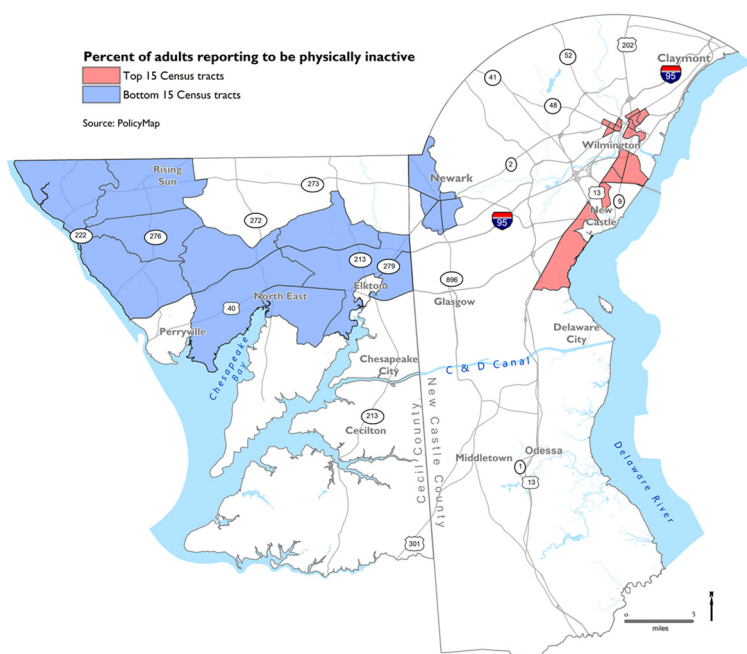 Percent of adults reporting to be physically inactive
Top 15 Census tracts
Bottom 15 Census tracts
Source: PolicyMap
202
52
Claymont
95
41
48
Wilmington
Rising
Sun
2
Newark
273
13
9
New
Castle
272
95
222
276
213
279
896
Elkton
Glasgow
North East
40
Perryville
Delaware
City
Chesapeake
Bay
Chesapeake
City
C & D Canal
213
Cecilton
Cecil County
New Castle County
Middletown
Odessa
1
13
Delaware River
301
N
0
5
miles